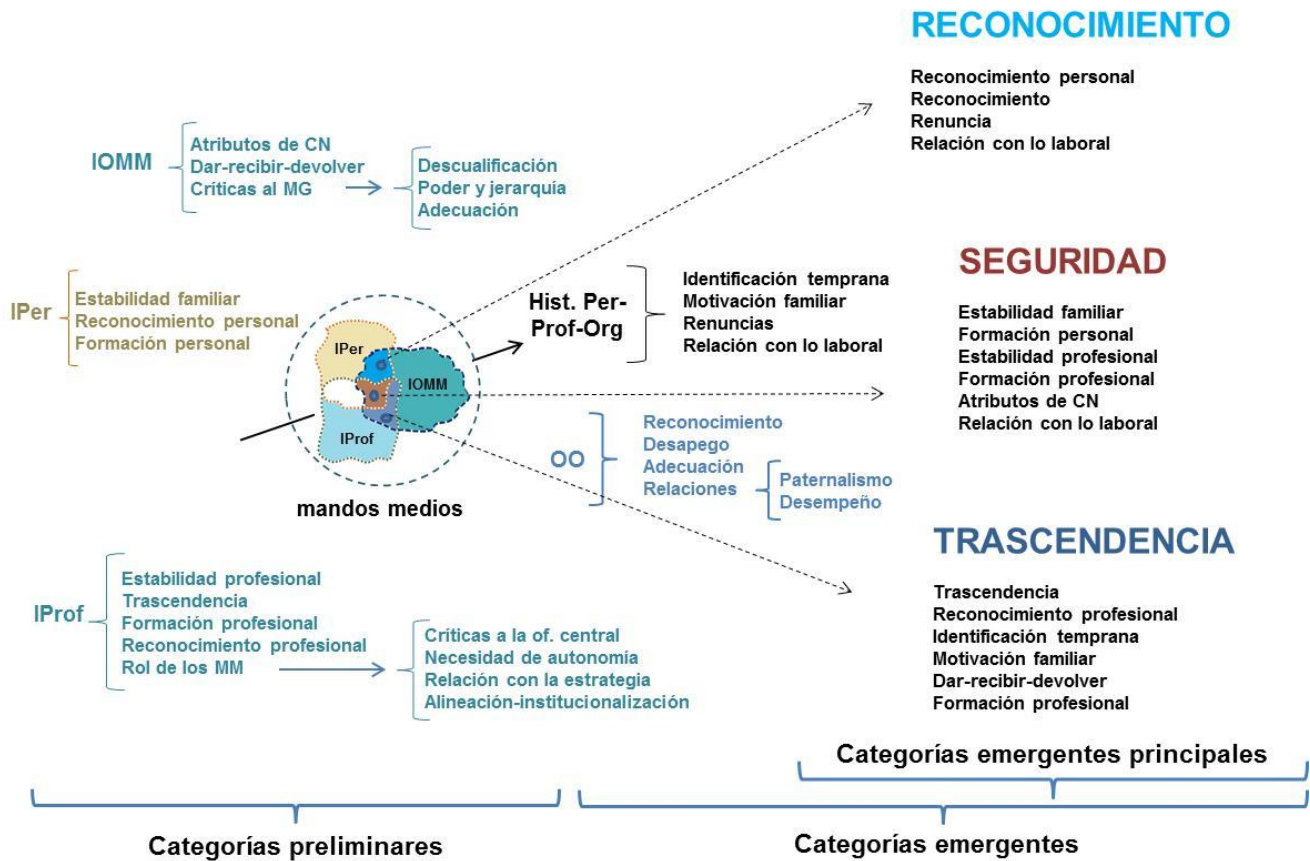 RECONOCIMIENTO
Reconocimiento personal
Reconocimiento
Renuncia
Relación con lo laboral
IOMM
Atributos de CN
Dar-recibir-devolver
Críticas al MG
Descualificación
Poder y jerarquía
Adecuación
IPer
Estabilidad familiar
Reconocimiento personal
Formación personal
IPer
IOMM
IProf
mandos medios
Hist. Per-
Prof-Org
Identificación temprana
Motivación familiar
Renuncias
Relación con lo laboral
SEGURIDAD
Estabilidad familiar
Formación personal
Estabilidad profesional
Formación profesional
Atributos de CN
Relación con lo laboral
OO
Reconocimiento
Desapego
Adecuación
Relaciones
Paternalismo
Desempeño
TRASCENDENCIA
Trascendencia
Reconocimiento profesional
Identificación temprana
Motivación familiar
Dar-recibir-devolver
Formación profesional
IProf
Estabilidad profesional
Trascendencia
Formación profesional
Reconocimiento profesional
Rol de los MM
Críticas a la of. central
Necesidad de autonomía
Relación con la estrategia
Alineación-institucionalización
Categorías emergentes principales
Categorías preliminares
Categorías emergentes